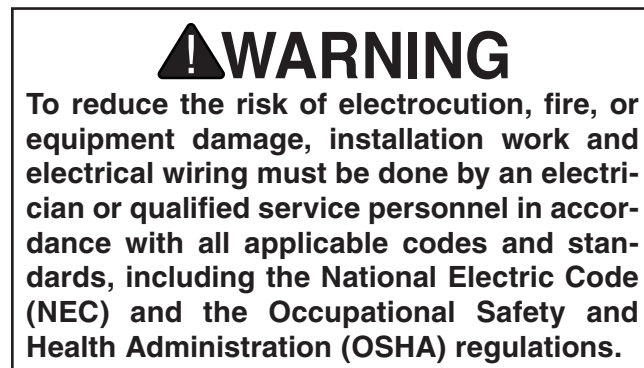 WARNING
To reduce the risk of electrocution, fire, or
equipment damage, installation work and
electrical wiring must be done by an electri-
cian or qualified service personnel in accor-
dance with all applicable codes and stan-
dards, including the National Electric Code
(NEC) and the Occupational Safety and
Health Administration (OSHA) regulations.